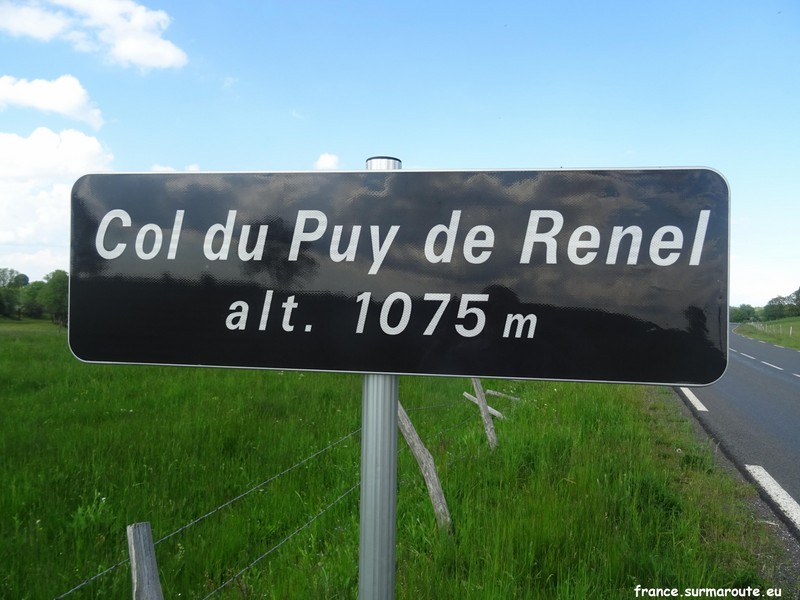 Col du Puy de Renel
alt. 1075 m
france.surmaroute.eu